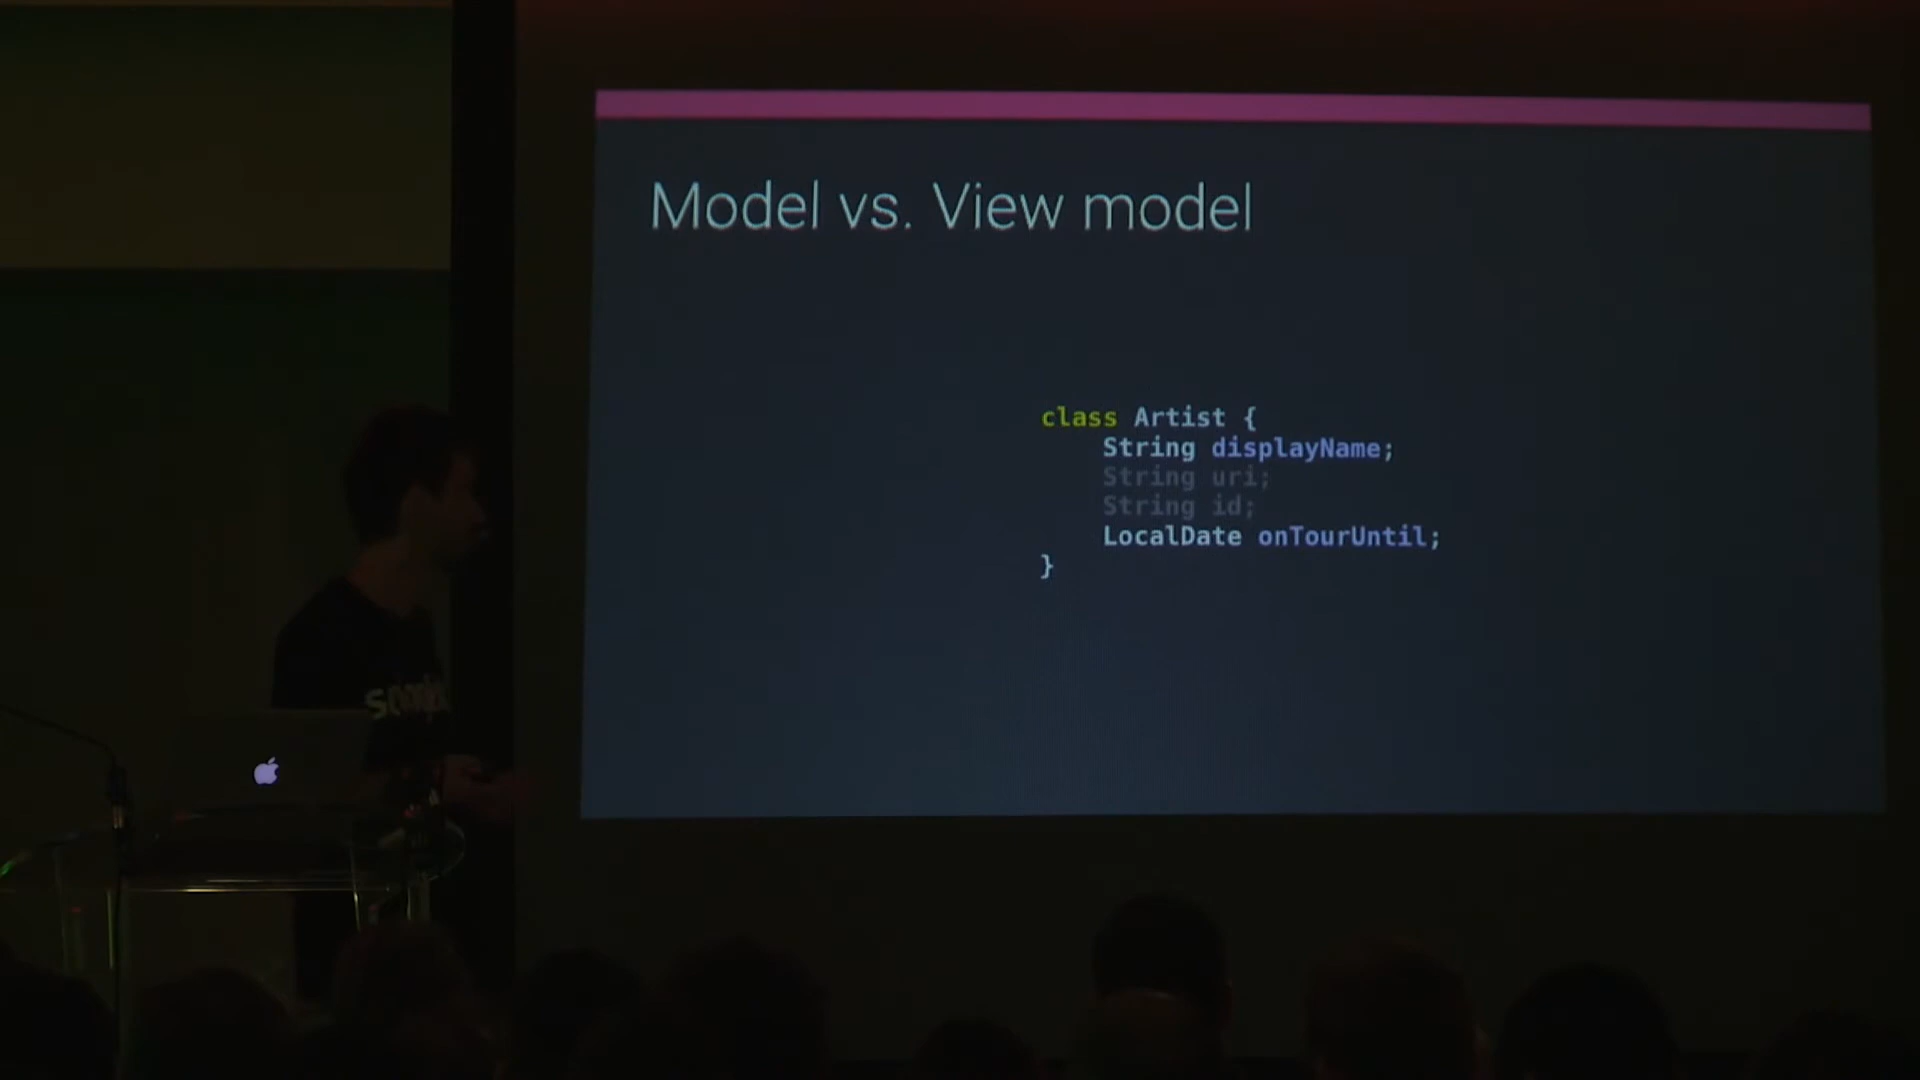 Model vs. View model
class Artist {
String displayName;
String uri;
String id;
LocalDate onTourUntil;
}